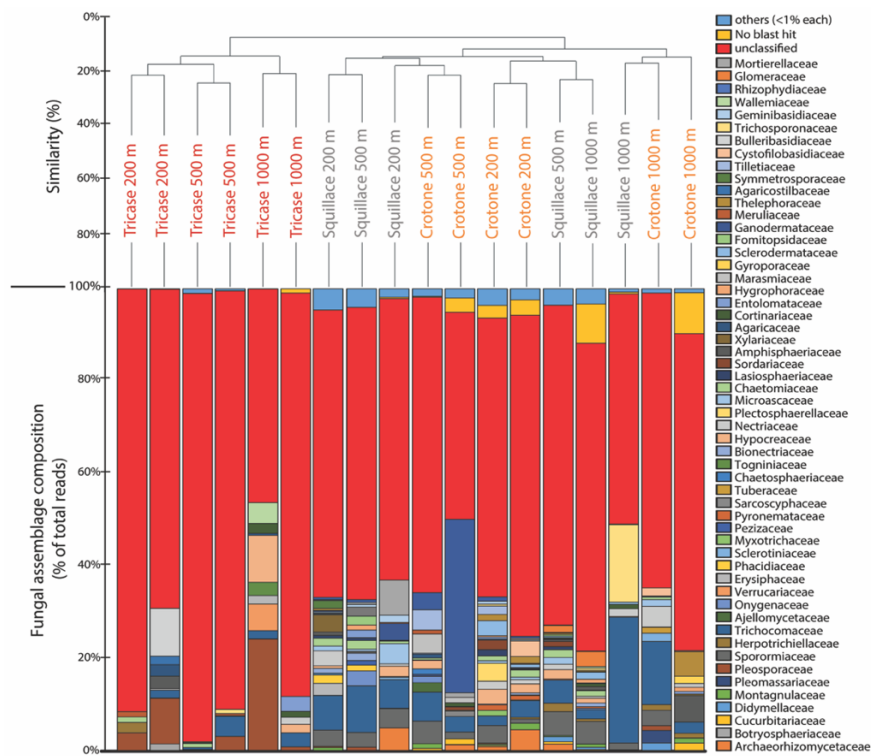 0%
20%
40%
60%
80%
100%
Similarity (%)
Tricase 200 m
Tricase 200 m
Tricase 500 m
Tricase 500 m
Tricase 1000 m
Tricase 1000 m
Squillace 200 m
Squillace 500 m
Squillace 200 m
Crotone 500 m
Crotone 500 m
Crotone 200 m
Crotone 200 m
Squillace 500 m
Squillace 1000 m
Squillace 1000 m
Crotone 1000 m
Crotone 1000 m
80%
60%
40%
20%
0%
Fungal assemblage composition
(% of total reads)
others (<1% each)
No blast hit
unclassified
Mortierellaceae
Glomeraceae
Rhizophydiaceae
Wallemiaceae
Geminibasidiaceae
Trichosporonaceae
Bulleribasidiaceae
Cystofilobasidiaceae
Tilletiaceae
Symmetrosporaceae
Agaricostilbaceae
Thelephoraceae
Meruliaceae
Ganodermataceae
Fomitopsidaceae
Sclerodermataceae
Gyroporaceae
Marasmiaceae
Hygrophoraceae
Entolomataceae
Cortinariaceae
Agaricaceae
Xylariaceae
Amphisphaeriaceae
Sordariaceae
Lasiosphaeriaceae
Chaetomiaceae
Microascaceae
Plectosphaerellaceae
Nectriaceae
Hypocreaceae
Bionectriaceae
Togniniaceae
Chaetosphaeriaceae
Tuberaceae
Sarcoscyphaceae
Pyronemataceae
Pezizaceae
Myxotrichaceae
Sclerotiniaceae
Phacidiaceae
Erysiphaceae
Verrucariaceae
Onygenaceae
Ajellomycetaceae
Trichocomaceae
Herpotrichiellaceae
Sporormiaceae
Pleosporaceae
Pleomassariaceae
Montagnulaceae
Didymellaceae
Cucurbitariaceae
Botryosphaeriaceae
Archaeorhizomycetaceae